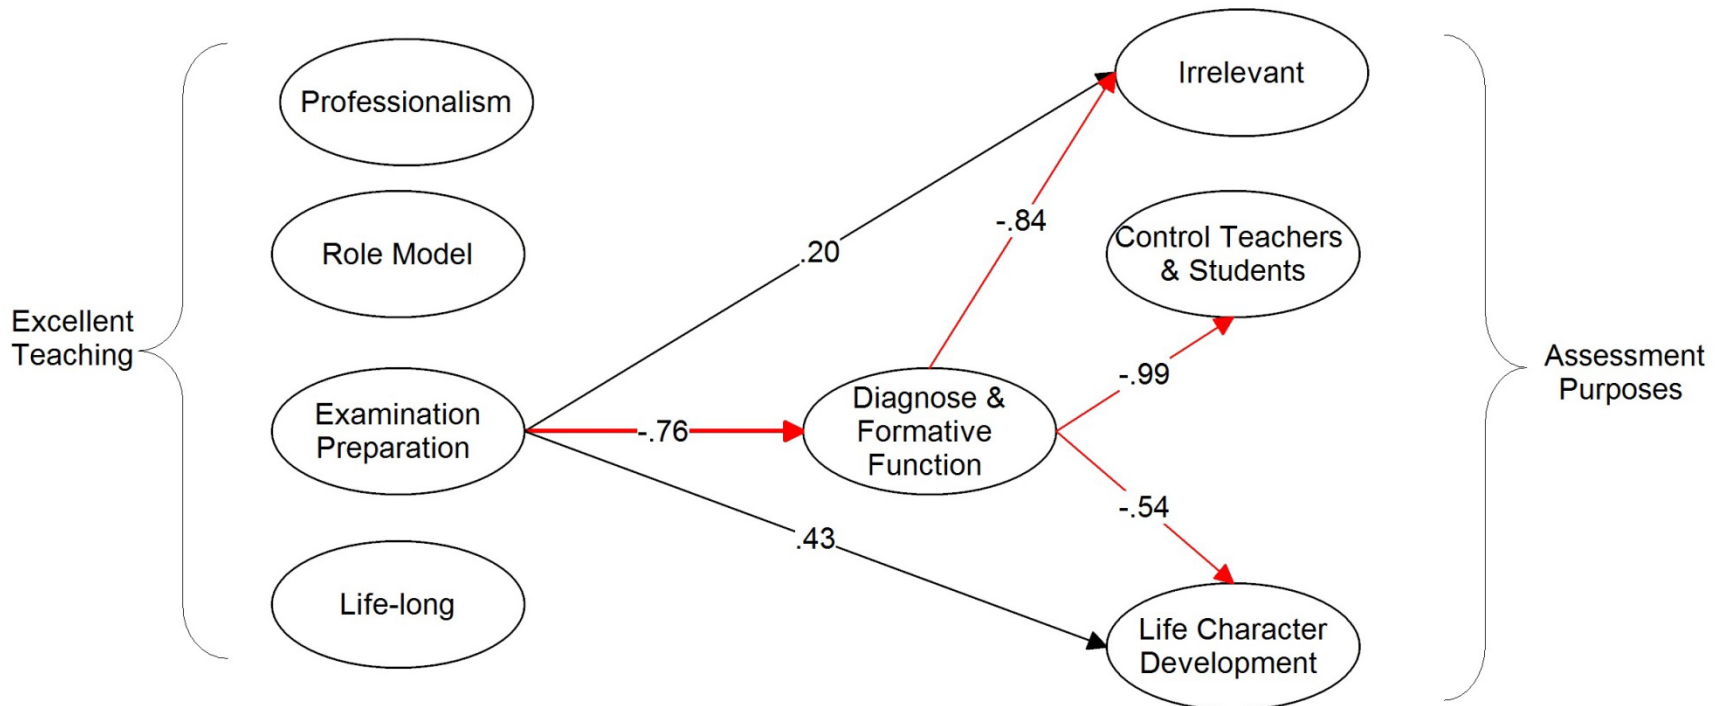 Excellent
Teaching
Professionalism
Role Model
Examination
Preparation
Life-long
.20
-.76
.43
Diagnose &
Formative
Function
-.84
-.99
-.54
Irrelevant
Control Teachers
& Students
Life Character
Development
Assessment
Purposes